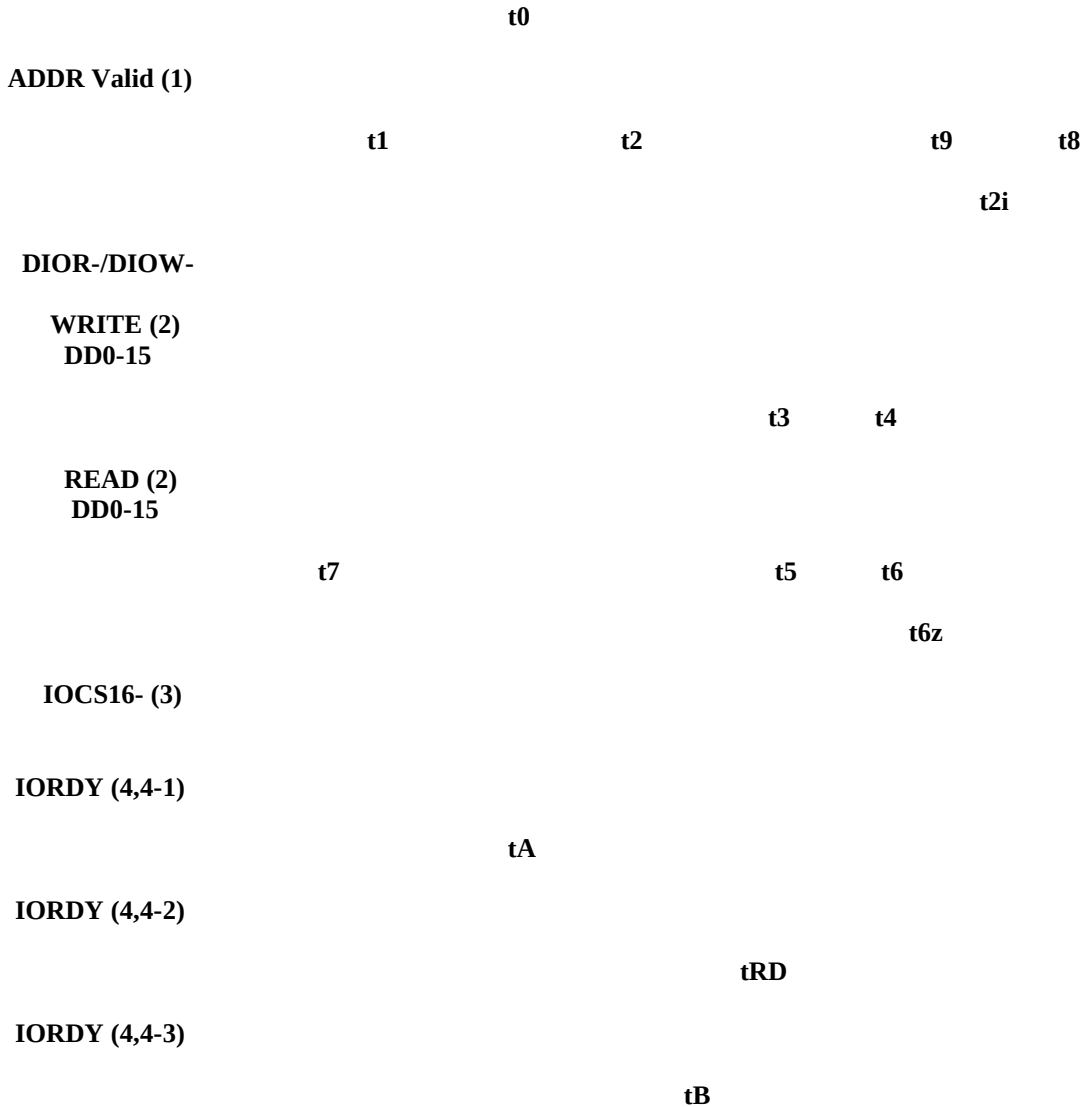 t0
ADDR Valid (1)
t1 t2 t9 t8
t2i
DIOR-/DIOW-
WRITE (2)
DD0-15
t3 t4
READ (2)
DD0-15
t7 t5 t6
t6z
IOCS16- (3)
IORDY (4,4-1)
tA
IORDY (4,4-2)
tRD
IORDY (4,4-3)
tB